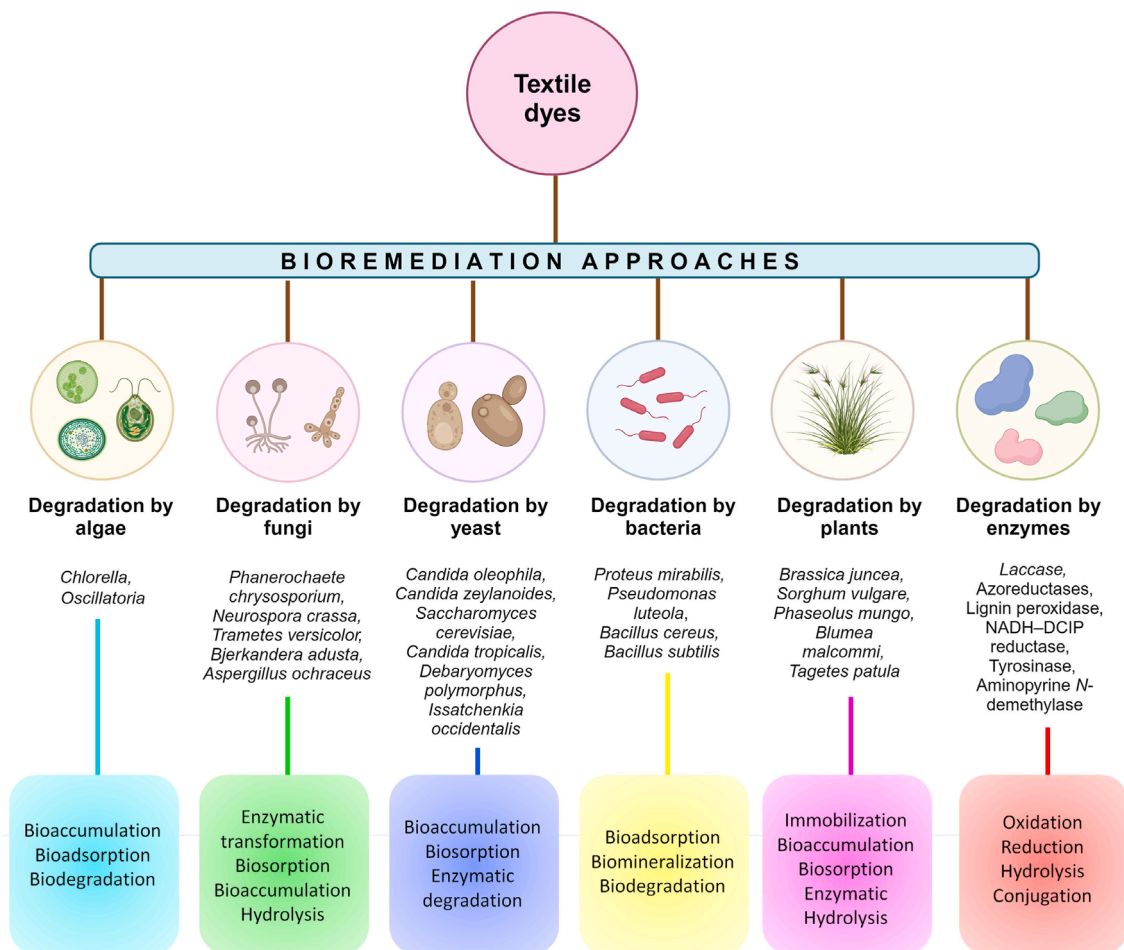 Textile
dyes
BIOREMEDIATION APPROACHES
Degradation by
algae
Chlorella,
Oscillatoria
Bioaccumulation
Bioadsorption
Biodegradation
Degradation by
fungi
Phanerochaete
chrysosporium,
Neurospora crassa,
Trametes versicolor,
Bjerkandera adusta,
Aspergillus ochraceus
Enzymatic
transformation
Biosorption
Bioaccumulation
Hydrolysis
Degradation by
yeast
Candida oleophila,
Candida zeylanoides,
Saccharomyces
cerevisiae,
Candida tropicalis,
Debaryomyces
polymorphus,
Issatchenkia
occidentalis
Bioaccumulation
Biosorption
Enzymatic
degradation
Degradation by
bacteria
Proteus mirabilis,
Pseudomonas
luteola,
Bacillus cereus,
Bacillus subtilis
Bioadsorption
Biomineralization
Biodegradation
Degradation by
plants
Brassica juncea,
Sorghum vulgare,
Phaseolus mungo,
Blumea
malcommi,
Tagetes patula
Immobilization
Bioaccumulation
Biosorption
Enzymatic
Hydrolysis
Degradation by
enzymes
Laccase,
Azoreductases,
Lignin peroxidase,
NADH–DCIP
reductase,
Tyrosinase,
Aminopyrine N-
demethylase
Oxidation
Reduction
Hydrolysis
Conjugation